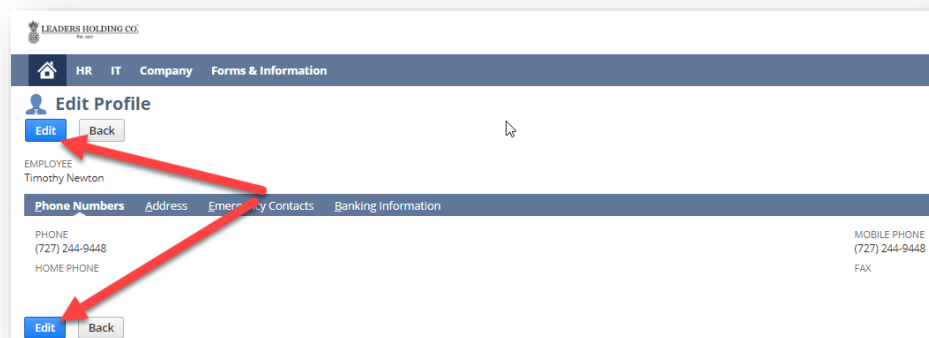 LEADERS HOLDING CO.
HR IT Company Forms & Information
Edit Profile
Edit Back
EMPLOYEE
Timothy Newton
Phone Numbers Address Emergency Contacts Banking Information
PHONE MOBILE PHONE
(727) 244-9448 (727) 244-9448
HOME PHONE FAX
Edit Back